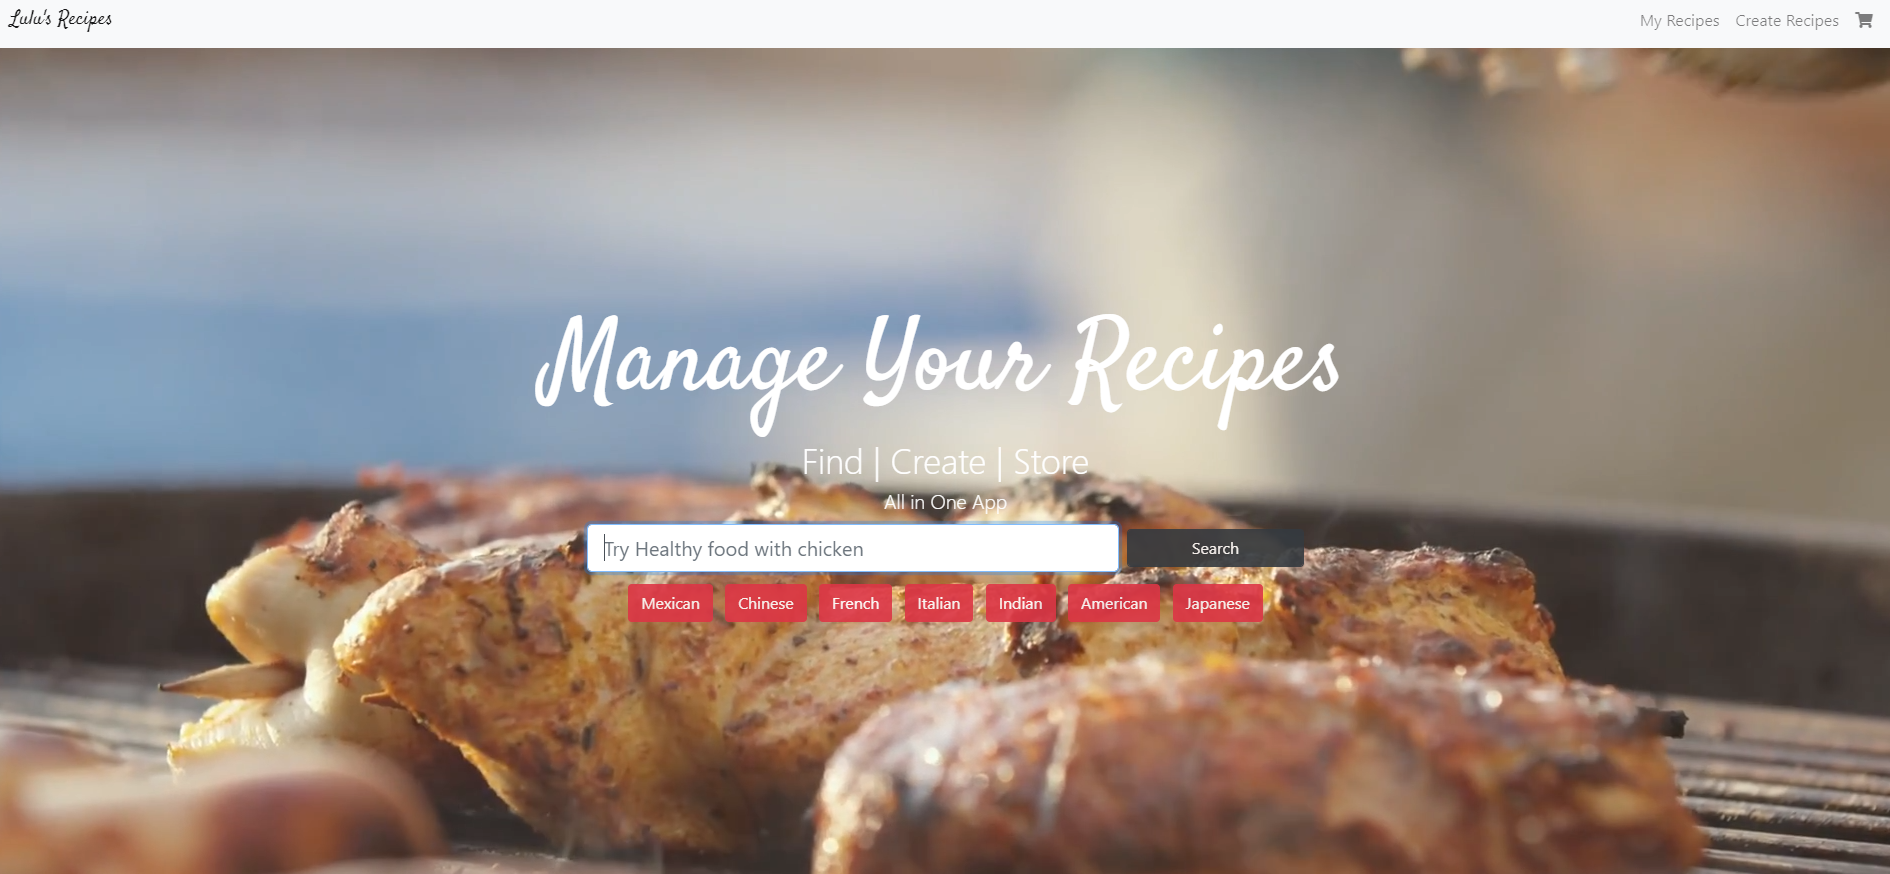 Lulu's Recipes
My Recipes Create Recipes
Manage Your Recipes
Find | Create | Store
All in One App
Try Healthy food with chicken
Search
Mexican Chinese French Italian Indian American Japanese